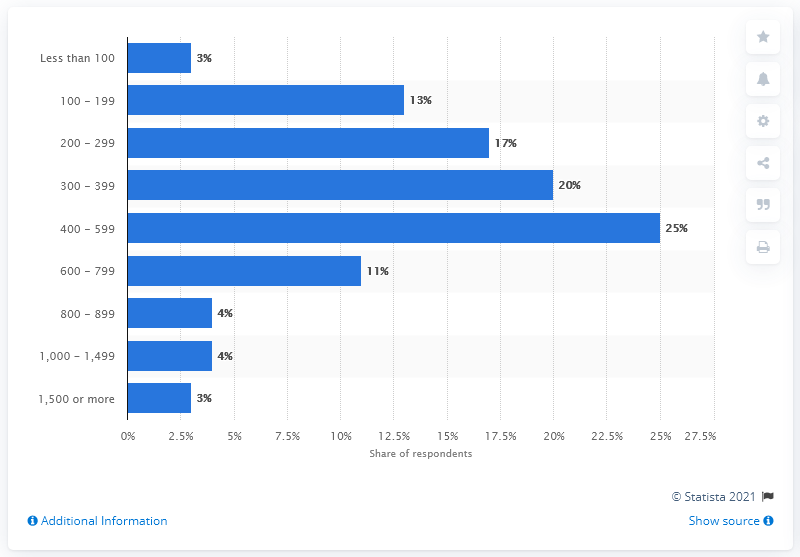 Less than 100 3%
100 – 199 13%
200 – 299 17%
300 – 399 20%
400 – 599 25%
600 – 799 11%
800 – 899 4%
1,000 – 1,499 4%
1,500 or more 3%
0% 2.5% 5% 7.5% 10% 12.5% 15% 17.5% 20% 22.5% 25% 27.5%
Share of respondents
© Statista 2021
Additional Information Show source